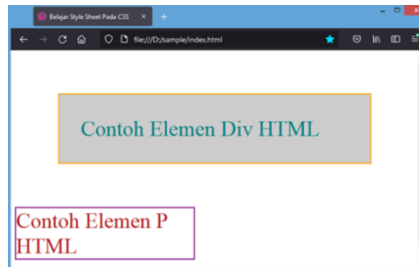 Belajar Style Sheet Pada CSS
file:///D:/sample/index.html
Contoh Elemen Div HTML
Contoh Elemen P
HTML